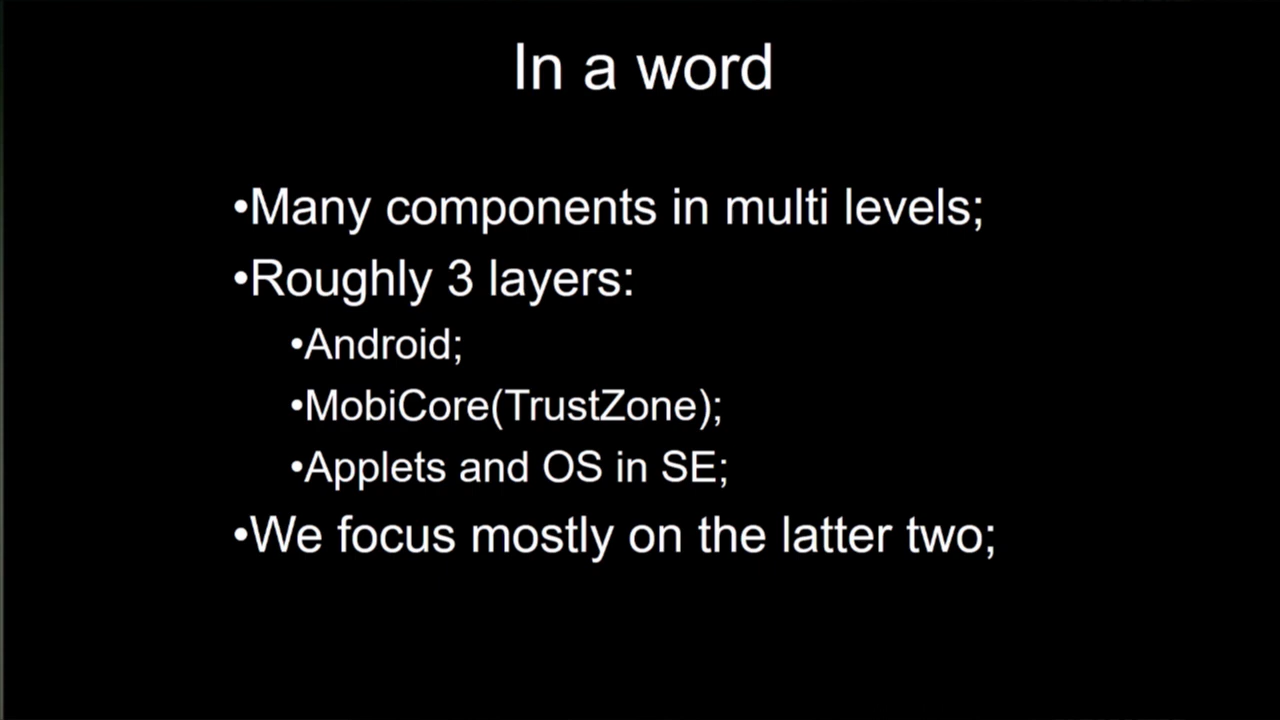 In a word
•Many components in multi levels;
•Roughly 3 layers:
•Android;
•MobiCore(TrustZone);
•Applets and OS in SE;
•We focus mostly on the latter two;